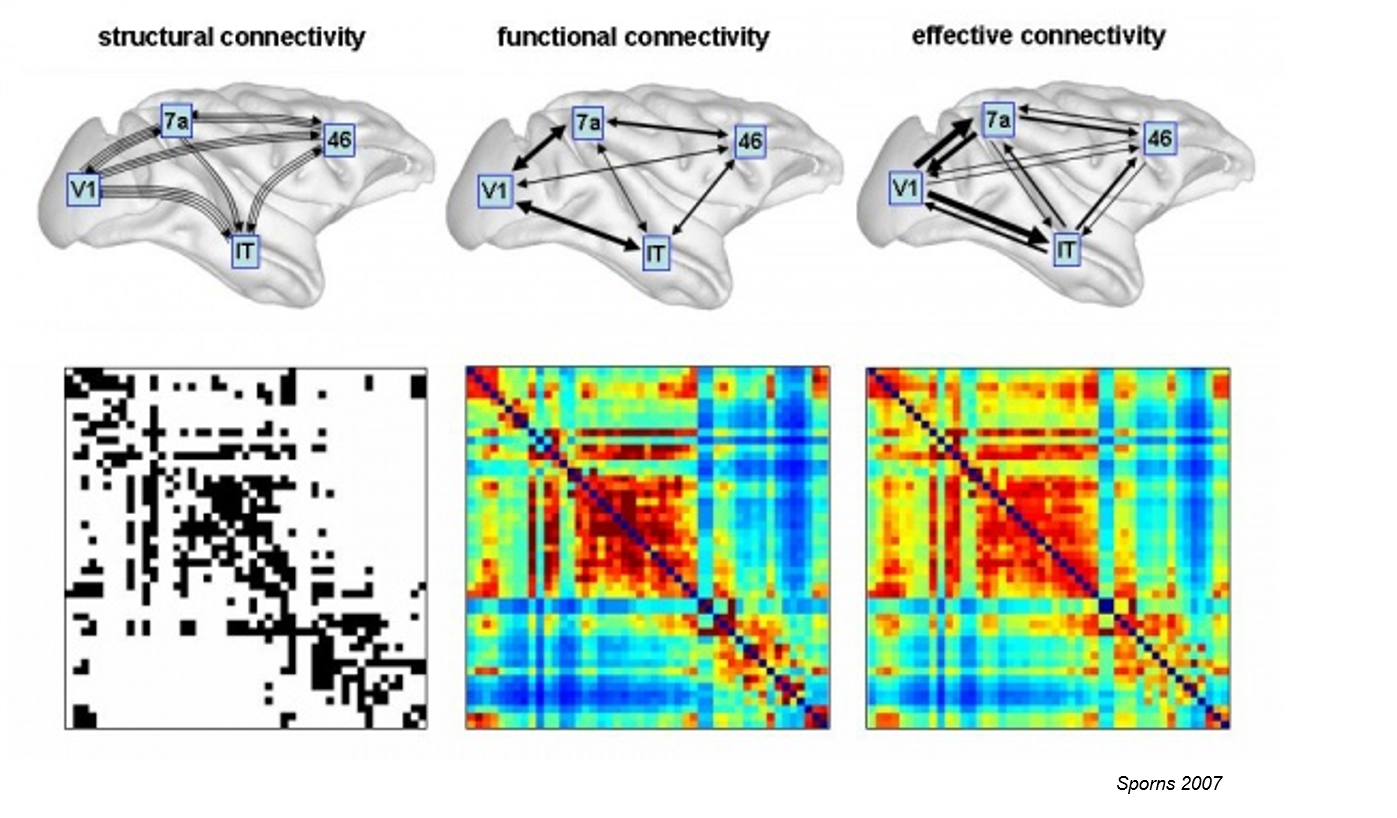 structural connectivity
functional connectivity
effective connectivity
7a
46
V1
IT
7a
46
V1
IT
7a
46
V1
IT
Sporns 2007